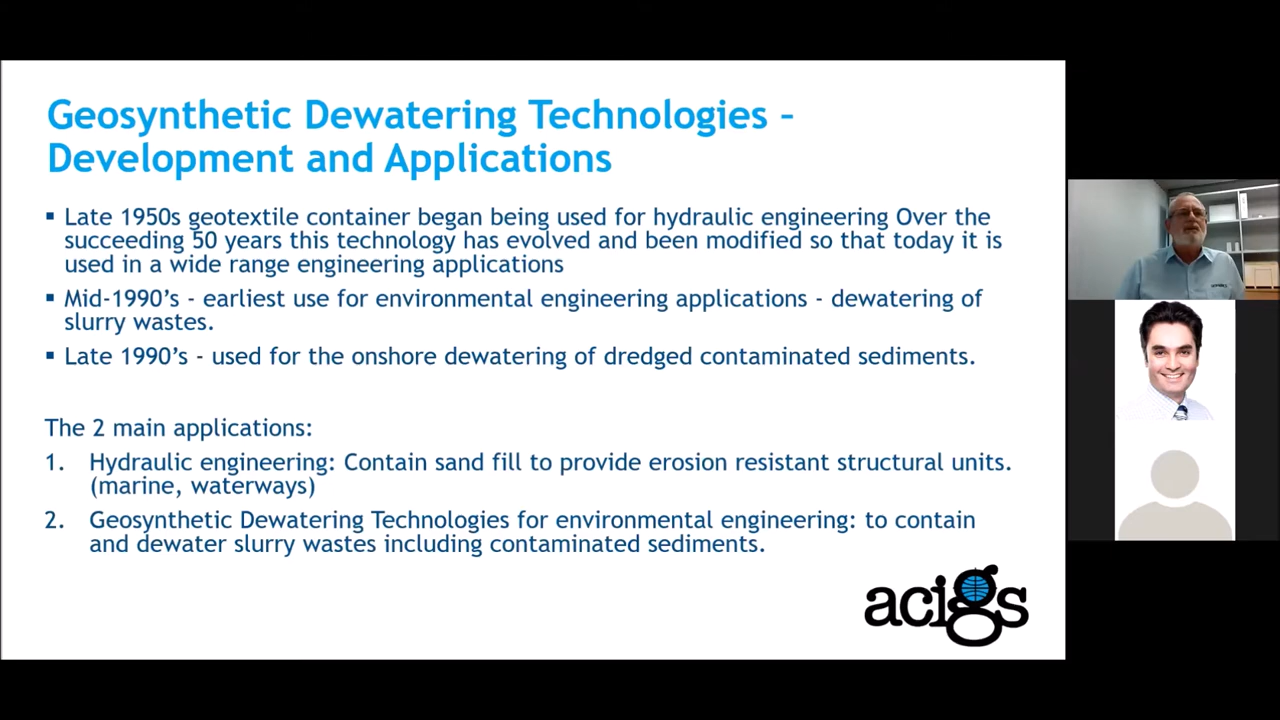 Geosynthetic Dewatering Technologies –
Development and Applications
▪ Late 1950s geotextile container began being used for hydraulic engineering Over the
succeeding 50 years this technology has evolved and been modified so that today it is
used in a wide range engineering applications
▪ Mid-1990’s - earliest use for environmental engineering applications - dewatering of
slurry wastes.
▪ Late 1990’s - used for the onshore dewatering of dredged contaminated sediments.
The 2 main applications:
1. Hydraulic engineering: Contain sand fill to provide erosion resistant structural units.
(marine, waterways)
2. Geosynthetic Dewatering Technologies for environmental engineering: to contain
and dewater slurry wastes including contaminated sediments.
acigs